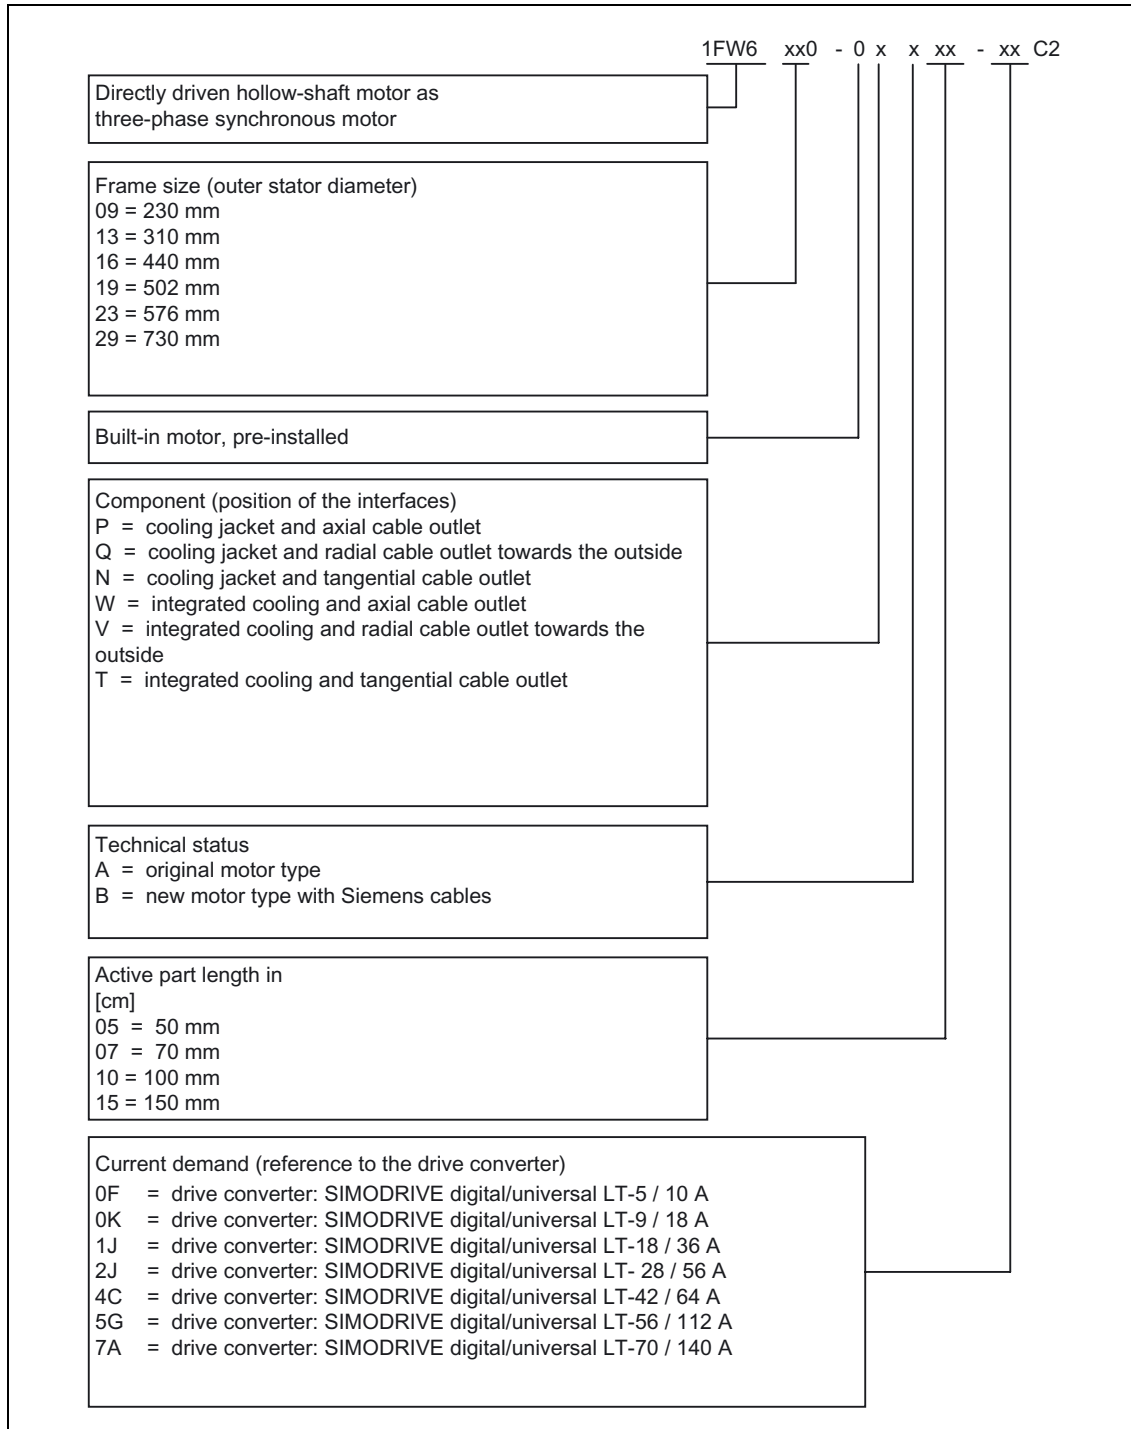 1FW6 xx0 - 0 x x xx - xx C2
Directly driven hollow-shaft motor as
three-phase synchronous motor
Frame size (outer stator diameter)
09 = 230 mm
13 = 310 mm
16 = 440 mm
19 = 502 mm
23 = 576 mm
29 = 730 mm
Built-in motor, pre-installed
Component (position of the interfaces)
P = cooling jacket and axial cable outlet
Q = cooling jacket and radial cable outlet towards the outside
N = cooling jacket and tangential cable outlet
W = integrated cooling and axial cable outlet
V = integrated cooling and radial cable outlet towards the
outside
T = integrated cooling and tangential cable outlet
Technical status
A = original motor type
B = new motor type with Siemens cables
Active part length in
[cm]
05 = 50 mm
07 = 70 mm
10 = 100 mm
15 = 150 mm
Current demand (reference to the drive converter)
0F = drive converter: SIMODRIVE digital/universal LT-5 / 10 A
0K = drive converter: SIMODRIVE digital/universal LT-9 / 18 A
1J = drive converter: SIMODRIVE digital/universal LT-18 / 36 A
2J = drive converter: SIMODRIVE digital/universal LT- 28 / 56 A
4C = drive converter: SIMODRIVE digital/universal LT-42 / 64 A
5G = drive converter: SIMODRIVE digital/universal LT-56 / 112 A
7A = drive converter: SIMODRIVE digital/universal LT-70 / 140 A